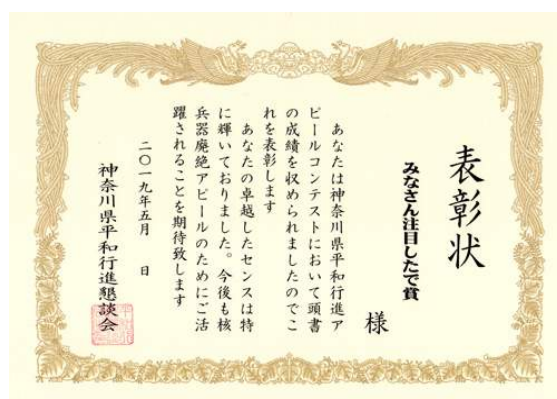 表彰状
みなさん注目したで賞
様
あなたは神奈川県平和行進ア
ピールコンテストにおいて頭書
の成績を収められましたのでこ
れを表彰します
あなたの卓越したセンスは特
に輝いておりました。今後も核
兵器廃絶アピールのためにご活
躍されることを期待致します
二〇一九年五月 日
神奈川県平和行進懇談会